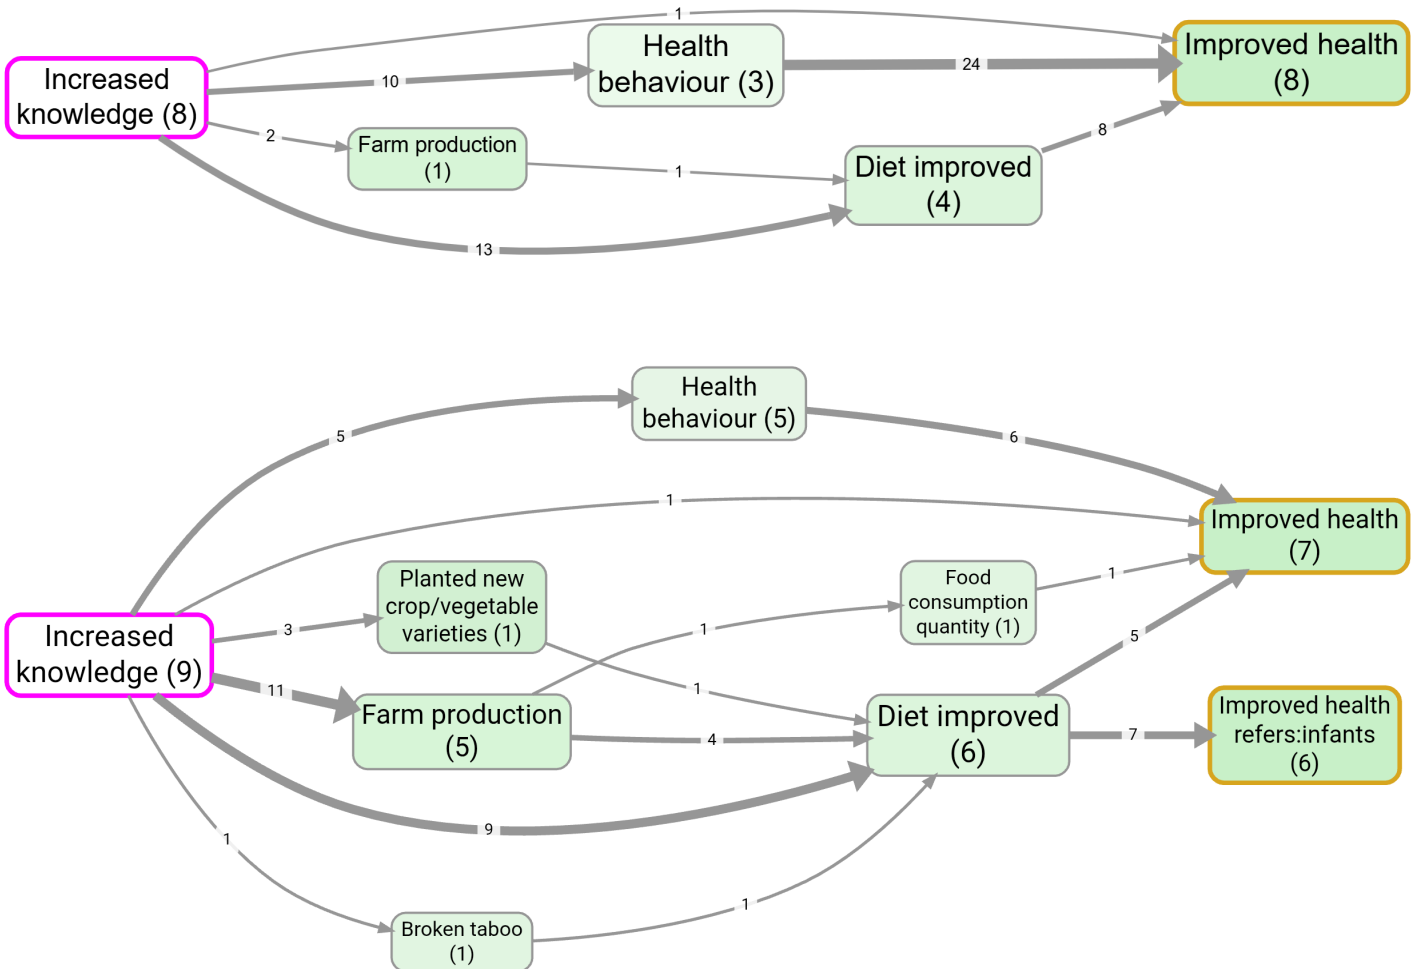 1
Health
behaviour (3)
Improved health
(8)
Increased
knowledge (8)
10
24
2
Farm production
(1)
1
8
Diet improved
(4)
13
Health
behaviour (5)
5
6
1
Improved health
(7)
Planted new
crop/vegetable
varieties (1)
Food
consumption
quantity (1)
1
Increased
knowledge (9)
3
1
5
11
1
Farm production
(5)
4
Diet improved
(6)
7
Improved health
refers:infants
(6)
9
1
1
Broken taboo
(1)